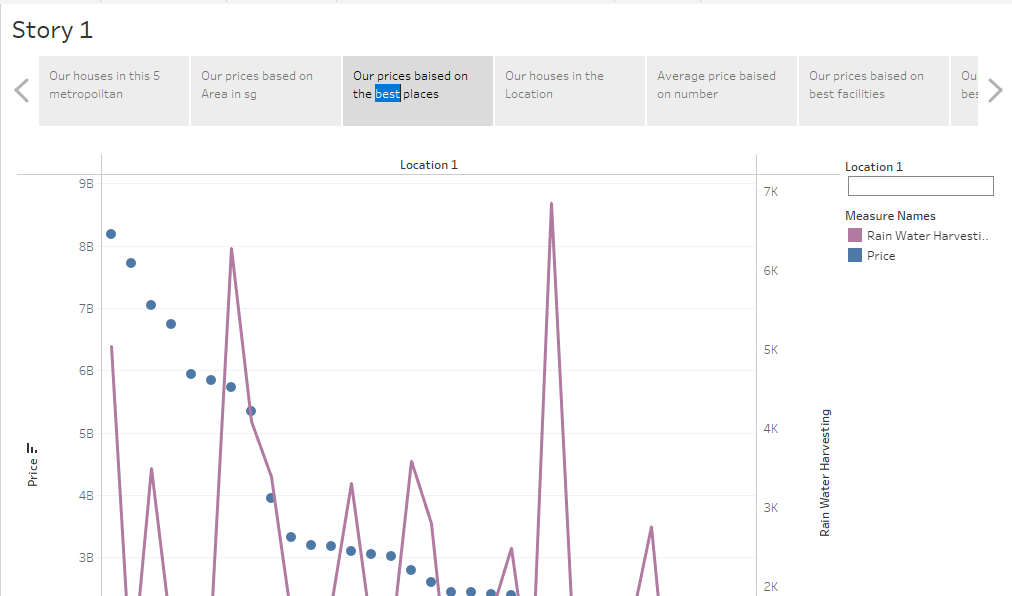 Story 1
Our houses in this 5
metropoiltan
Our prices based on
Area in sg
Our prices baised on
the best places
Our houses in the
Location
Average price baised
on number
Our prices baised on
best facilities
Ou
bes
Location 1
9B
8B
7B
6B
5B
4B
3B
Price
7K
6K
5K
4K
3K
2K
Rain Water Harvesting
Location 1
Measure Names
Rain Water Harvesti..
Price